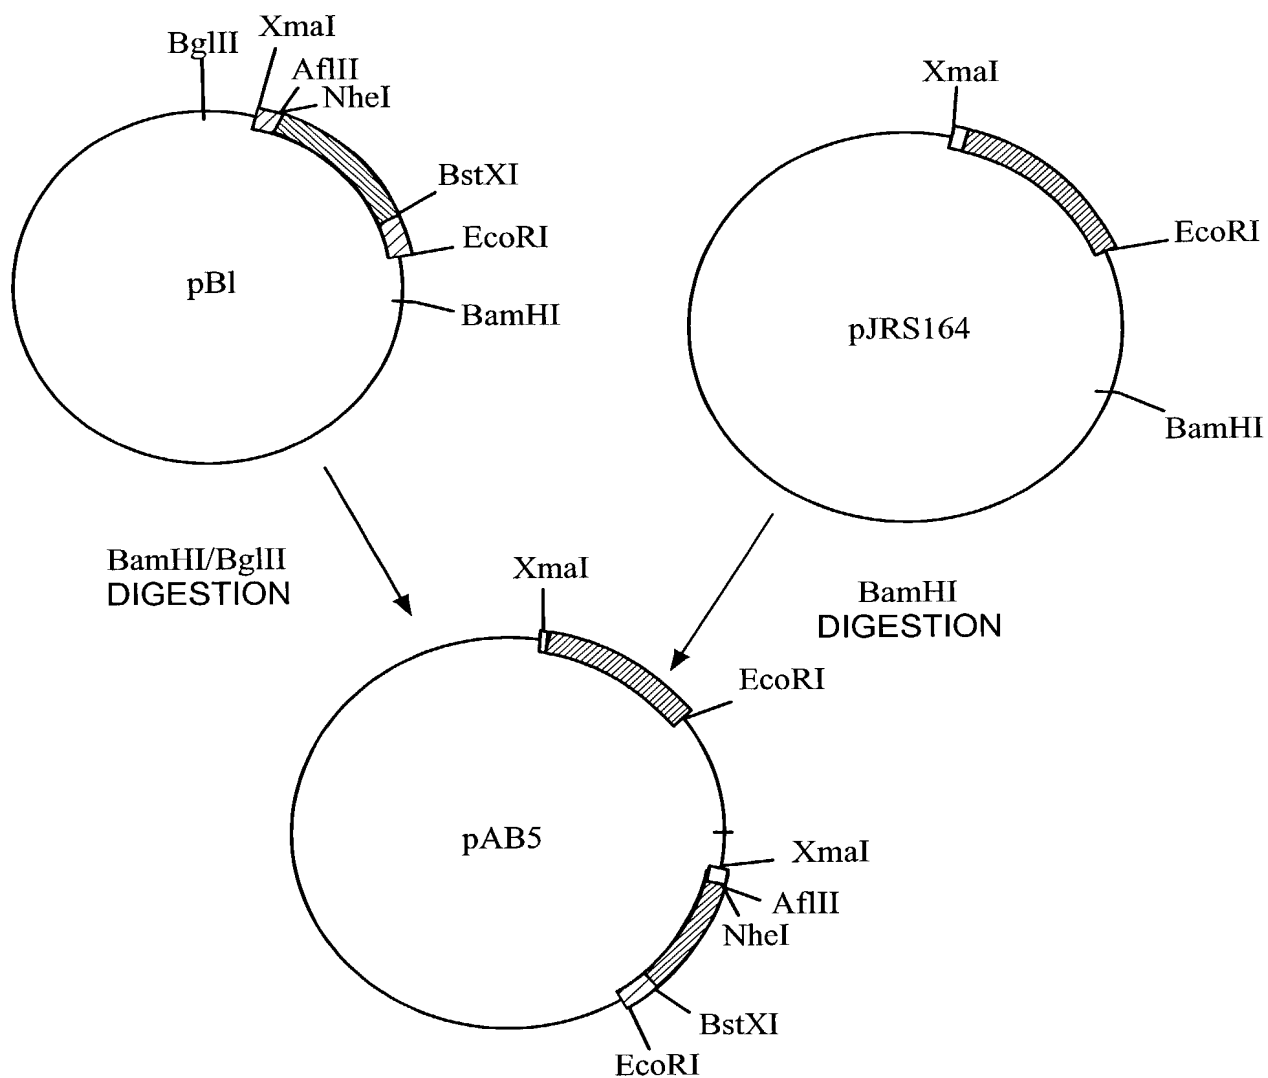 BglII
XmaI
AflII
NheI
BstXI
EcoRI
pBl
BamHI
XmaI
EcoRI
pJRS164
BamHI
BamHI/BglII
DIGESTION
BamHI
DIGESTION
XmaI
EcoRI
pAB5
XmaI
AflII
NheI
BstXI
EcoRI